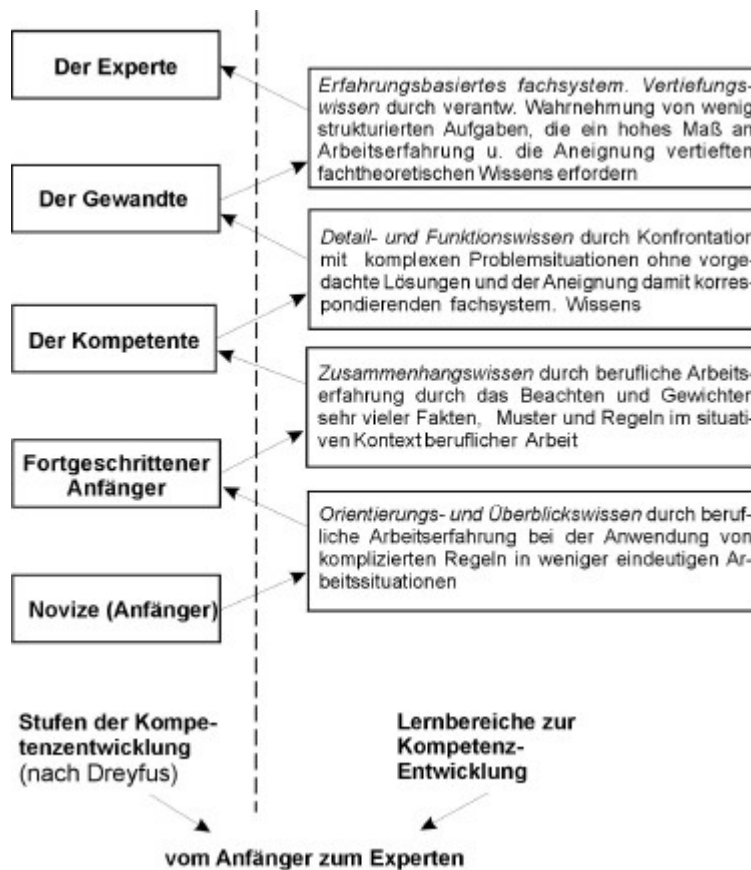 Der Experte
Erfahrungsbasiertes fachsystem. Vertiefungs-
wissen durch verantw. Wahrnehmung von wenig
strukturierten Aufgaben, die ein hohes Maß an
Arbeitserfahrung u. die Aneignung vertieften
fachtheoretischen Wissens erfordern
Der Gewandte
Detail- und Funktionswissen durch Konfrontation
mit komplexen Problemsituationen ohne vorge-
dachte Lösungen und der Aneignung damit korres-
pondierenden fachsystem. Wissens
Der Kompetente
Zusammenhangswissen durch berufliche Arbeits-
erfahrung durch das Beachten und Gewichten
sehr vieler Fakten, Muster und Regeln im situati-
ven Kontext beruflicher Arbeit
Fortgeschrittener
Anfänger
Orientierungs- und Überblickswissen durch beruf-
liche Arbeitserfahrung bei der Anwendung von
komplizierten Regeln in weniger eindeutigen Ar-
beitssituationen
Novize (Anfänger)
Stufen der Kompe-
tenzentwicklung
(nach Dreyfus)
Lernbereiche zur
Kompetenz-
Entwicklung
vom Anfänger zum Experten